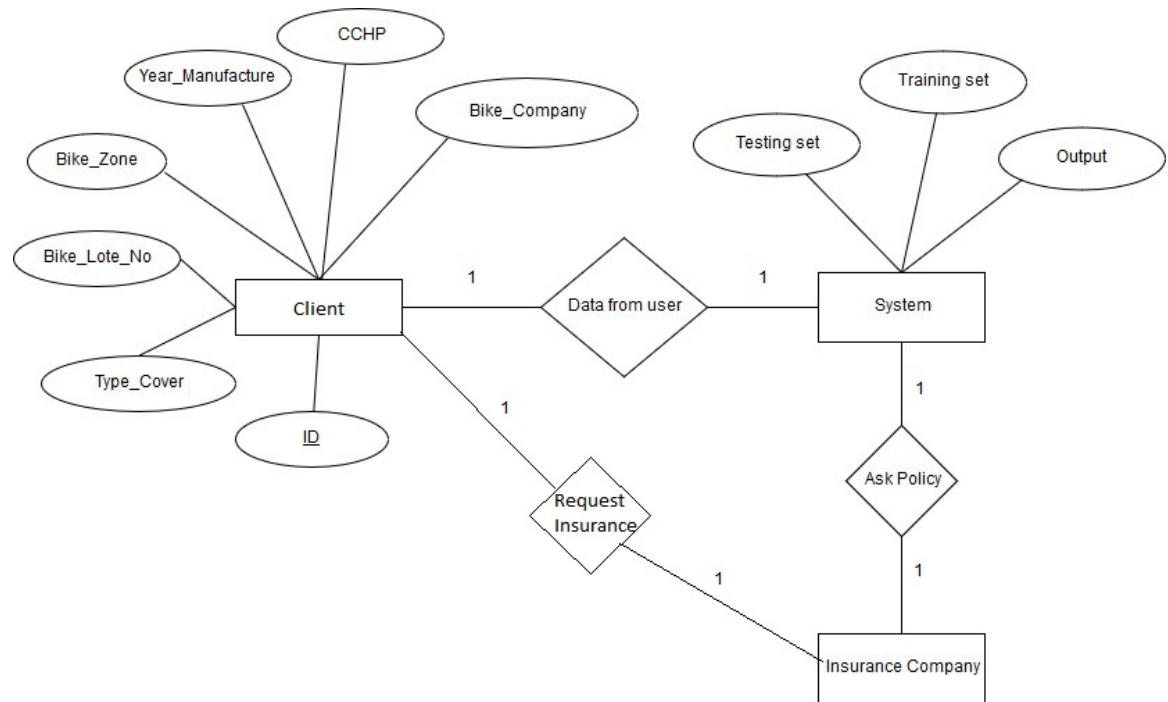 CCHP
Year_Manufacture
Bike_Company
Bike_Zone
Bike_Lote_No
Type_Cover
ID
Client
1
Data from user
1
System
Testing set
Training set
Output
1
Request
Insurance
1
1
Ask Policy
1
Insurance Company